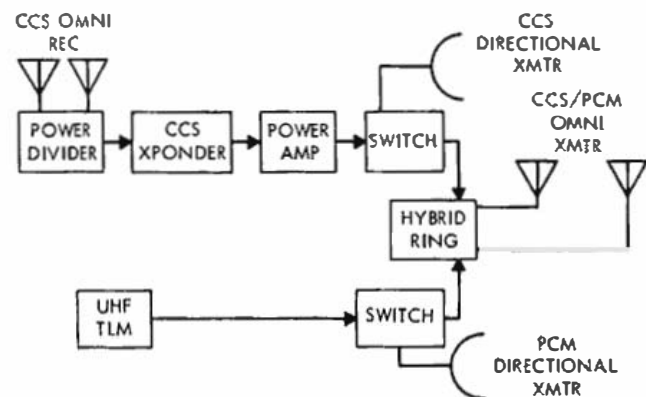 CCS OMNI
REC
CCS
DIRECTIONAL
XMTR
CCS/PCM
OMNI
XMTR
POWER
DIVIDER
CCS
XPONDER
POWER
AMP
SWITCH
HYBRID
RING
UHF
TLM
SWITCH
PCM
DIRECTIONAL
XMTR